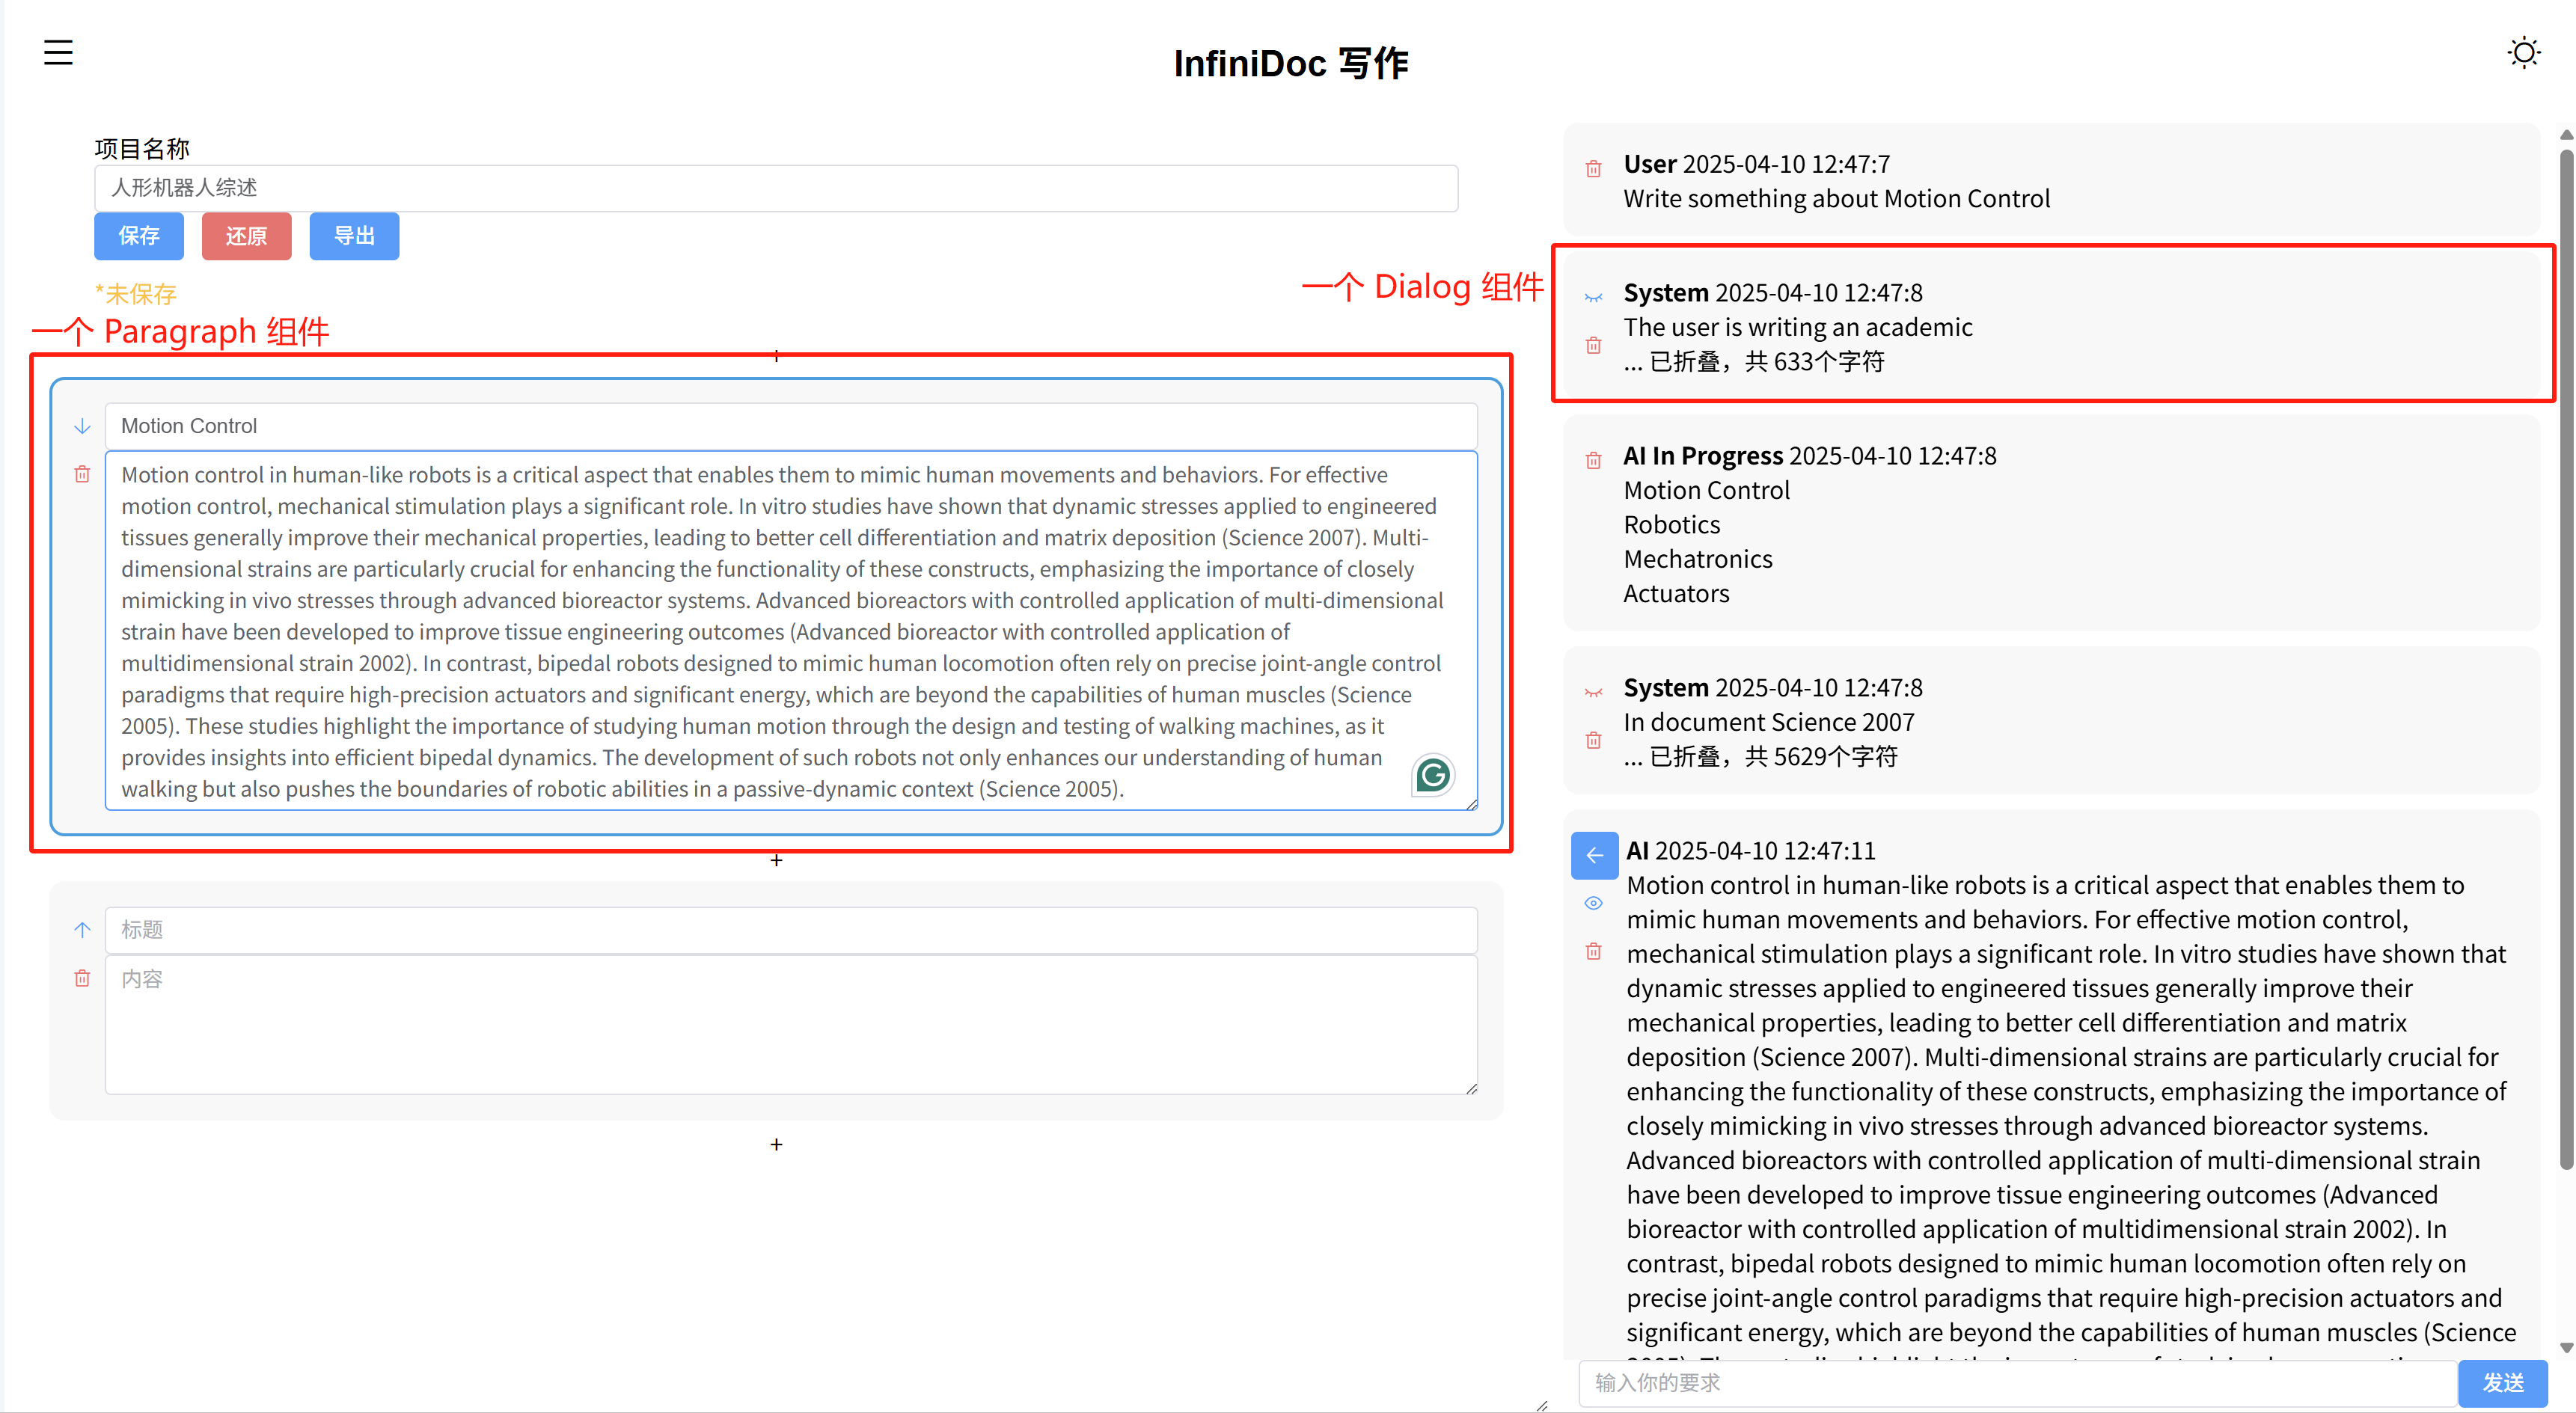 InfiniDoc 写作
项目名称
人形机器人综述
保存
还原
导出
*未保存
一个 Paragraph 组件
+
Motion Control
Motion control in human-like robots is a critical aspect that enables them to mimic human movements and behaviors. For effective
motion control, mechanical stimulation plays a significant role. In vitro studies have shown that dynamic stresses applied to engineered
tissues generally improve their mechanical properties, leading to better cell differentiation and matrix deposition (Science 2007). Multi-
dimensional strains are particularly crucial for enhancing the functionality of these constructs, emphasizing the importance of closely
mimicking in vivo stresses through advanced bioreactor systems. Advanced bioreactors with controlled application of multi-dimensional
strain have been developed to improve tissue engineering outcomes (Advanced bioreactor with controlled application of
multidimensional strain 2002). In contrast, bipedal robots designed to mimic human locomotion often rely on precise joint-angle control
paradigms that require high-precision actuators and significant energy, which are beyond the capabilities of human muscles (Science
2005). These studies highlight the importance of studying human motion through the design and testing of walking machines, as it
provides insights into efficient bipedal dynamics. The development of such robots not only enhances our understanding of human
walking but also pushes the boundaries of robotic abilities in a passive-dynamic context (Science 2005).
+
标题
内容
+
User 2025-04-10 12:47:7
Write something about Motion Control
一个 Dialog 组件
System 2025-04-10 12:47:8
The user is writing an academic
... 已折叠，共 633个字符
AI In Progress 2025-04-10 12:47:8
Motion Control
Robotics
Mechatronics
Actuators
System 2025-04-10 12:47:8
In document Science 2007
... 已折叠，共 5629个字符
AI 2025-04-10 12:47:11
Motion control in human-like robots is a critical aspect that enables them to
mimic human movements and behaviors. For effective motion control,
mechanical stimulation plays a significant role. In vitro studies have shown that
dynamic stresses applied to engineered tissues generally improve their
mechanical properties, leading to better cell differentiation and matrix
deposition (Science 2007). Multi-dimensional strains are particularly crucial for
enhancing the functionality of these constructs, emphasizing the importance of
closely mimicking in vivo stresses through advanced bioreactor systems.
Advanced bioreactors with controlled application of multi-dimensional strain
have been developed to improve tissue engineering outcomes (Advanced
bioreactor with controlled application of multidimensional strain 2002). In
contrast, bipedal robots designed to mimic human locomotion often rely on
precise joint-angle control paradigms that require high-precision actuators and
significant energy, which are beyond the capabilities of human muscles (Science
输入你的要求
发送